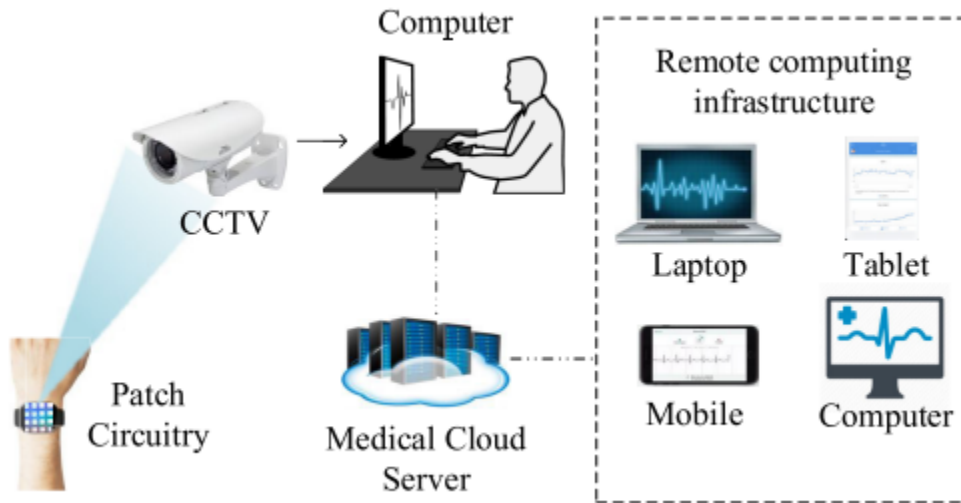 Computer
Remote computing
infrastructure
CCTV
Laptop
Tablet
Patch
Circuitry
Medical Cloud
Server
Mobile
Computer